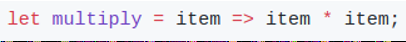 let multiply = item => item * item;